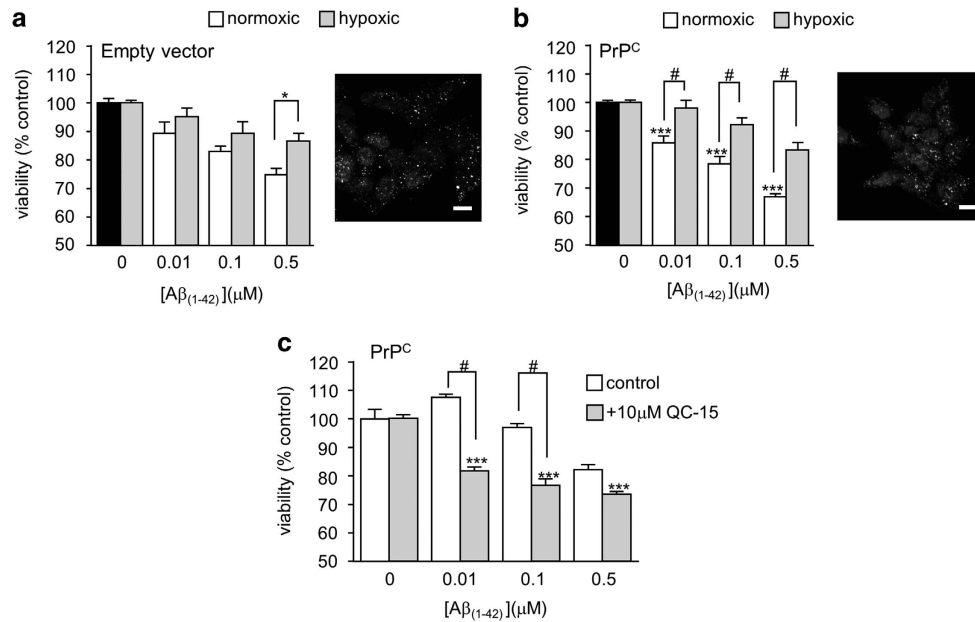 a
normoxic hypoxic
Empty vector
120
110
100
90
80
70
60
50
viability (% control)
*
0 0.01 0.1 0.5
[Aβ(1-42)](μM)
b
normoxic hypoxic
PrPC
120
110
100
90
80
70
60
50
viability (% control)
# # #
*** *** ***
0 0.01 0.1 0.5
[Aβ(1-42)](μM)
c
PrPC
control
+10μM QC-15
120
110
100
90
80
70
60
50
viability (% control)
# #
*** *** ***
0 0.01 0.1 0.5
[Aβ(1-42)](μM)